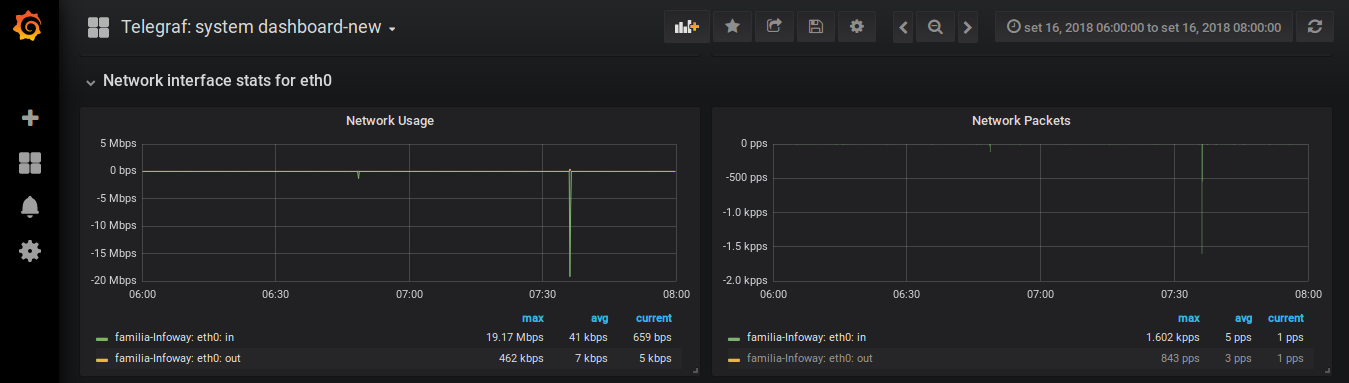 Telegraf: system dashboard-new
set 16, 2018 06:00:00 to set 16, 2018 08:00:00
Network interface stats for eth0
Network Usage
5 Mbps
0 bps
-5 Mbps
-10 Mbps
-15 Mbps
-20 Mbps
06:00 06:30 07:00 07:30 08:00
max avg current
familia-Infoway: eth0: in 19.17 Mbps 41 kbps 659 bps
familia-Infoway: eth0: out 462 kbps 7 kbps 5 kbps
Network Packets
0 pps
-500 pps
-1.0 kpps
-1.5 kpps
-2.0 kpps
06:00 06:30 07:00 07:30 08:00
max avg current
familia-Infoway: eth0: in 1.602 kpps 5 pps 1 pps
familia-Infoway: eth0: out 843 pps 3 pps 1 pps